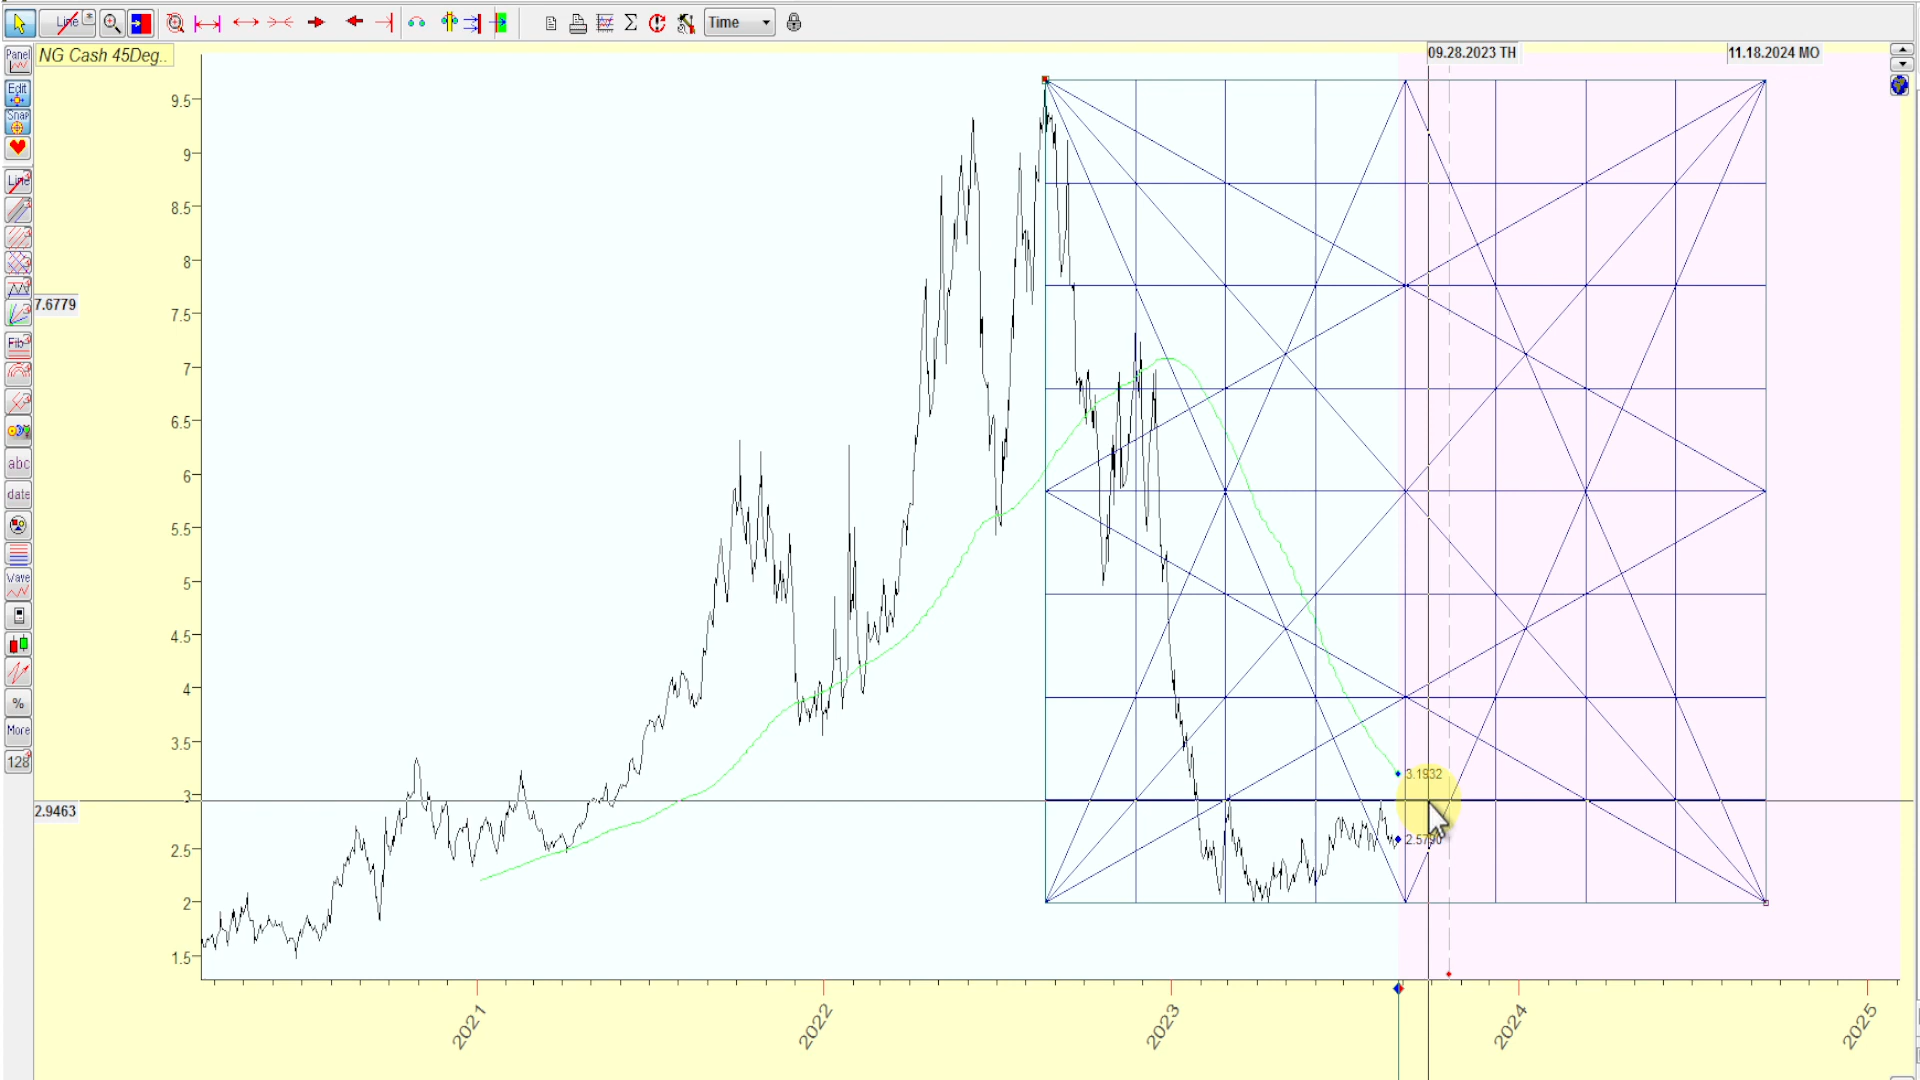 Line
Time
NG Cash 45Deg..
09.28.2023 TH
11.18.2024 MO
Panel
Edit
Snap
Line
Fib
abc
date
Wave
%
More
128
9.5
9
8.5
8
7.6779
7.5
7
6.5
6
5.5
5
4.5
4
3.5
3.1932
3
2.9463
2.5790
2.5
2
1.5
2021
2022
2023
2024
2025